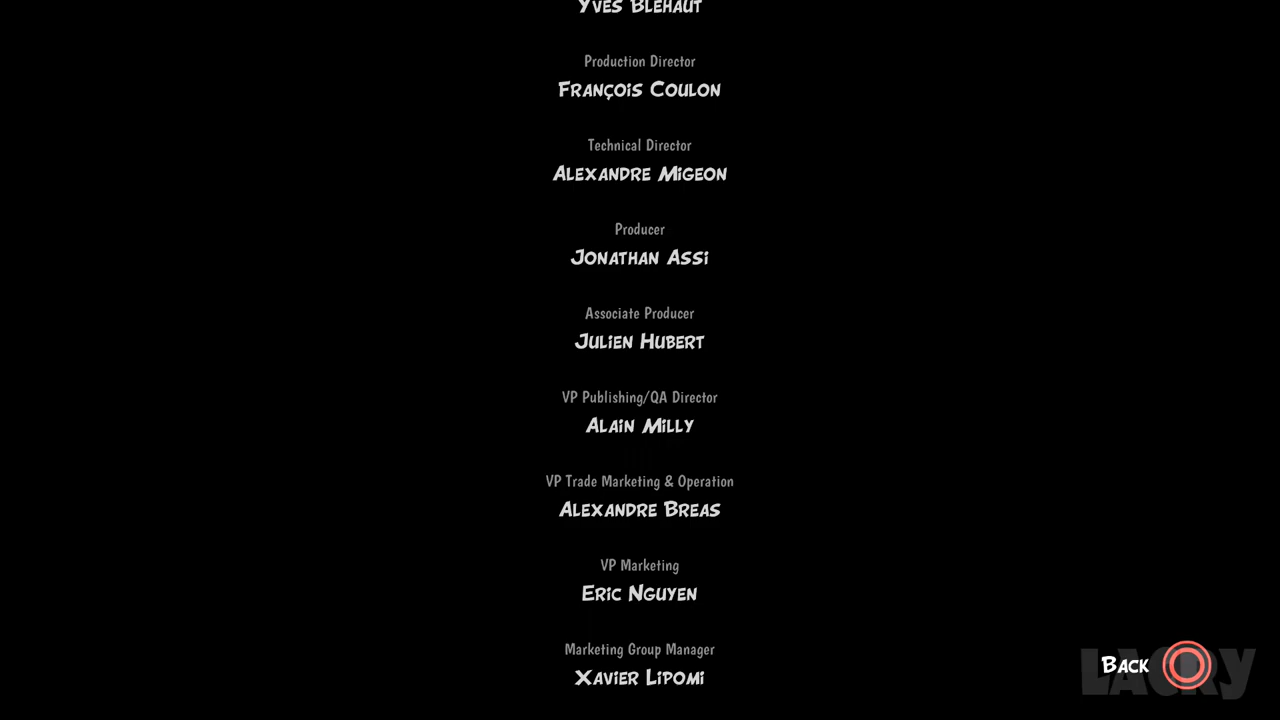 Yves Bléhaut
Production Director
François Coulon
Technical Director
Alexandre Migeon
Producer
Jonathan Assi
Associate Producer
Julien Hubert
VP Publishing/QA Director
Alain Milly
VP Trade Marketing & Operation
Alexandre Breas
VP Marketing
Eric Nguyen
Marketing Group Manager
Xavier Lipomi
Back
LACRY